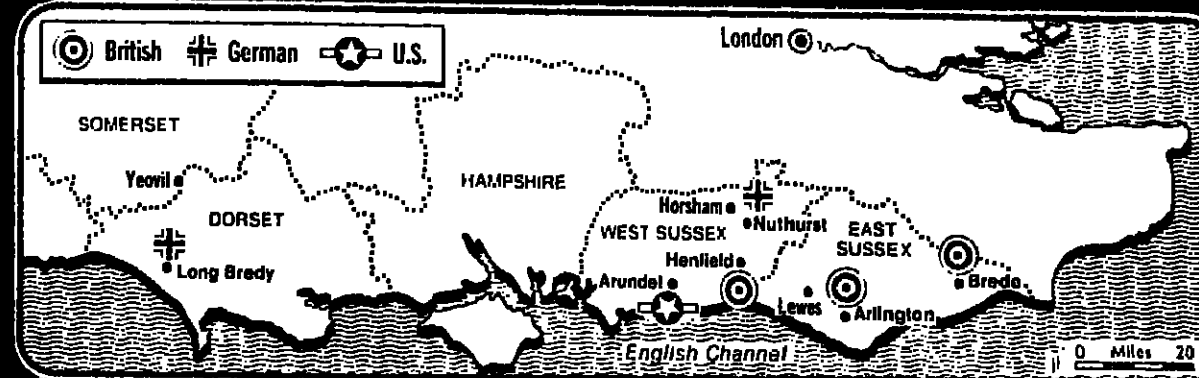 British German U.S.
London
SOMERSET
Yeovil
HAMPSHIRE
DORSET
Horsham
Nuthurst
WEST SUSSEX
EAST
SUSSEX
Henfield
Long Bredy
Arundel
Lewes
Brede
Arlington
English Channel
0 Miles 20